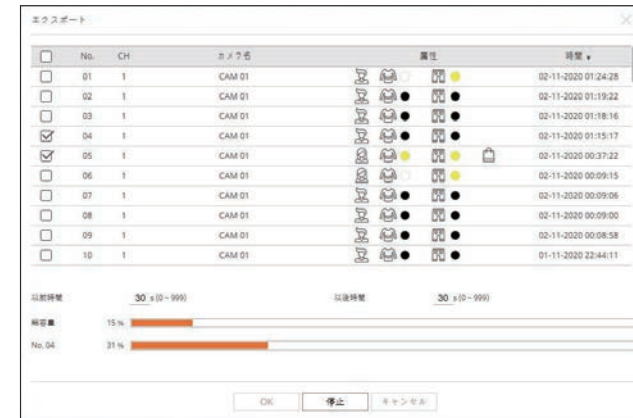 エクスポート
No. CH カメラ名 属性 時間 ▼
01 1 CAM 01 02-11-2020 01:24:28
02 1 CAM 01 02-11-2020 01:19:22
03 1 CAM 01 02-11-2020 01:18:16
04 1 CAM 01 02-11-2020 01:15:17
05 1 CAM 01 02-11-2020 00:37:22
06 1 CAM 01 02-11-2020 00:09:15
07 1 CAM 01 02-11-2020 00:09:06
08 1 CAM 01 02-11-2020 00:09:00
09 1 CAM 01 02-11-2020 00:08:58
10 1 CAM 01 01-11-2020 22:44:11
以前時間 30 s (0 ~ 999) 以後時間 30 s (0 ~ 999)
総容量 15 %
No. 04 31 %
OK 停止 キャンセル